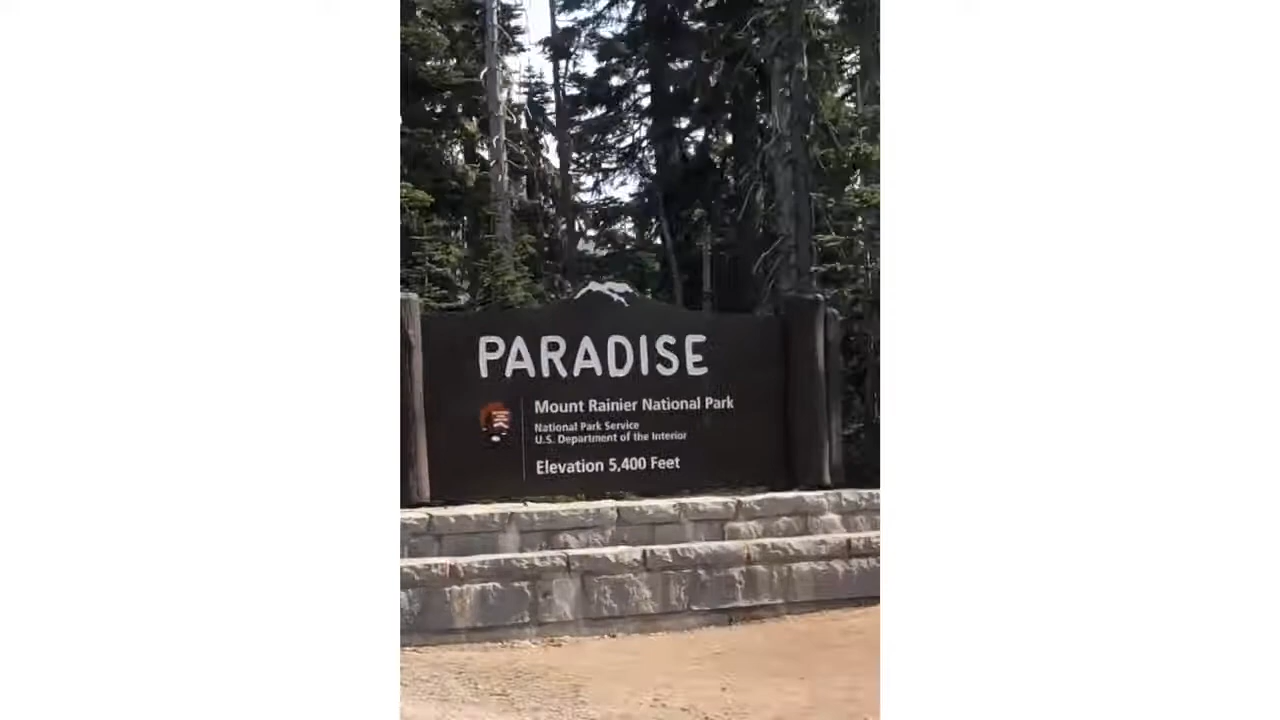 PARADISE
Mount Rainier National Park
National Park Service
U.S. Department of the Interior
Elevation 5,400 Feet